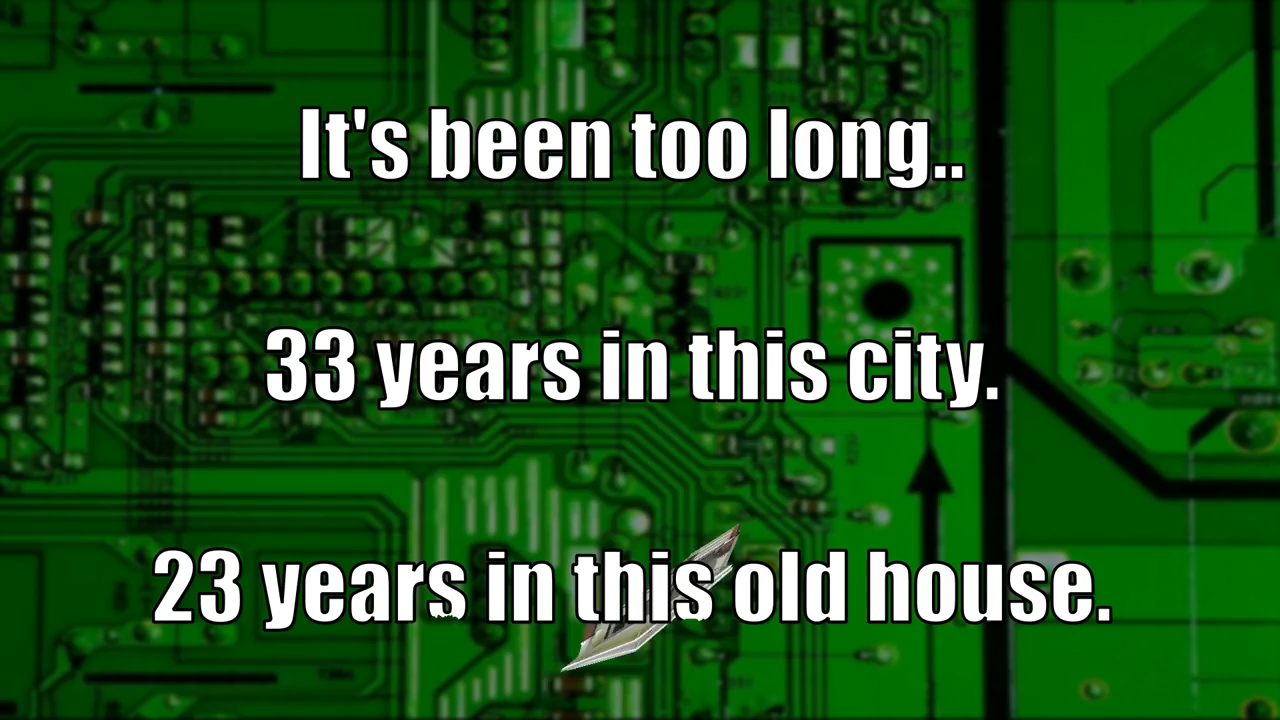 It's been too long..
33 years in this city.
23 years in this old house.